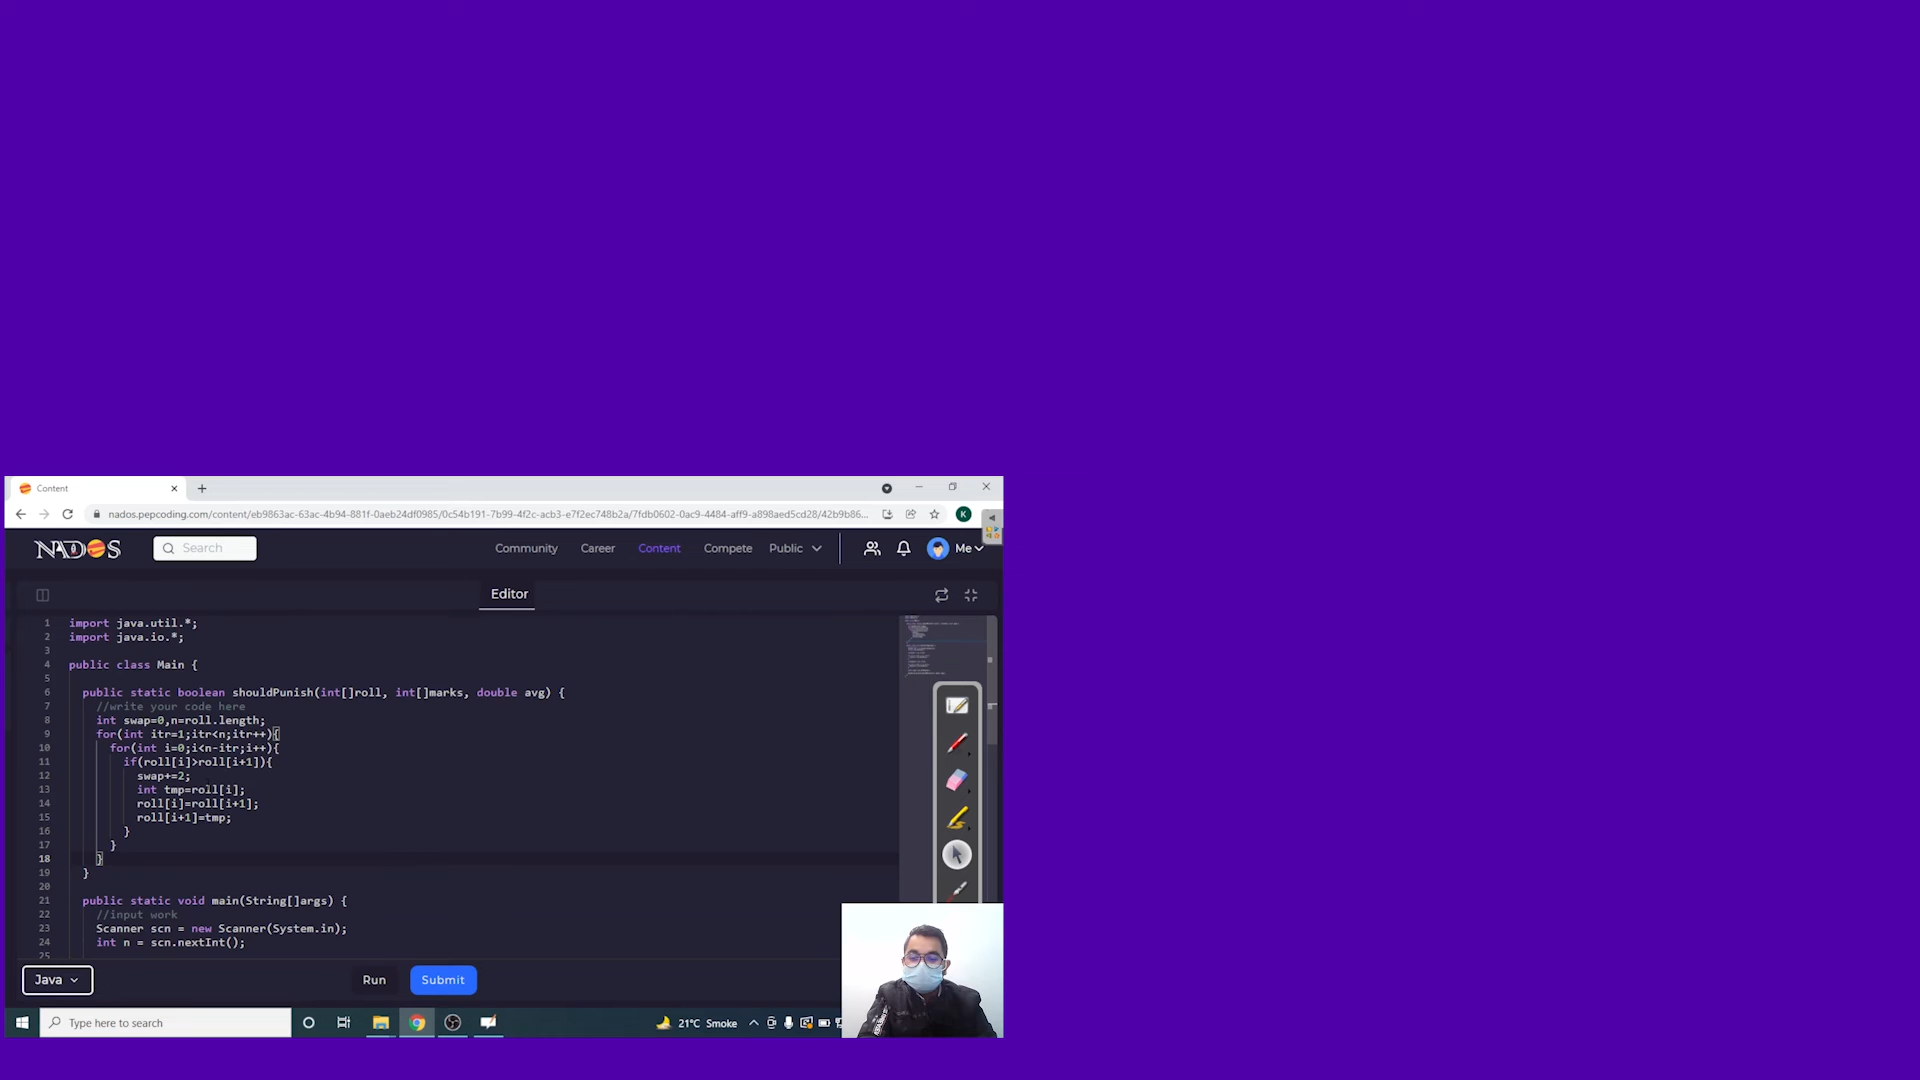 Content
nados.pepcoding.com/content/eb9863ac-63ac-4b94-881f-0aeb24df0985/0c54b191-7b99-4f2c-acb3-e7f2ec748b2a/7fdb0602-0ac9-4484-aff9-a898aed5cd28/42b9b86...
K
NADOS
Search
Community
Career
Content
Compete
Public
Me
Editor
1 import java.util.*;
2 import java.io.*;
3
4 public class Main {
5
6 public static boolean shouldPunish(int[]roll, int[]marks, double avg) {
7 //write your code here
8 int swap=0,n=roll.length;
9 for(int itr=1;itr<n;itr++){
10 for(int i=0;i<n-itr;i++){
11 if(roll[i]>roll[i+1]){
12 swap+=2;
13 int tmp=roll[i];
14 roll[i]=roll[i+1];
15 roll[i+1]=tmp;
16 }
17 }
18 }
19 }
20
21 public static void main(String[]args) {
22 //input work
23 Scanner scn = new Scanner(System.in);
24 int n = scn.nextInt();
25
Java
Run
Submit
Type here to search
21°C Smoke